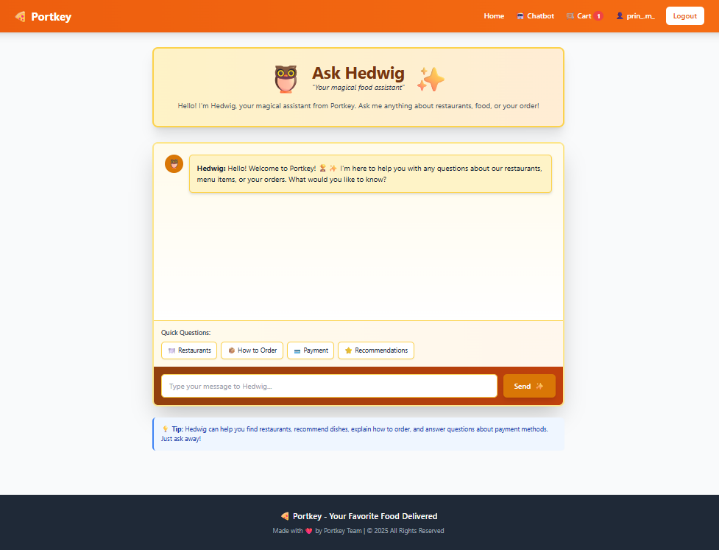 Portkey
Home Chatbot Cart 1 prin_m_ Logout
Ask Hedwig
"Your magical food assistant"
Hello! I'm Hedwig, your magical assistant from Portkey. Ask me anything about restaurants, food, or your order!
Hedwig: Hello! Welcome to Portkey! I'm here to help you with any questions about our restaurants,
menu items, or your orders. What would you like to know?
Quick Questions:
Restaurants How to Order Payment Recommendations
Type your message to Hedwig...
Send
Tip: Hedwig can help you find restaurants, recommend dishes, explain how to order, and answer questions about payment methods.
Just ask away!
Portkey - Your Favorite Food Delivered
Made with ❤️ by Portkey Team | © 2025 All Rights Reserved